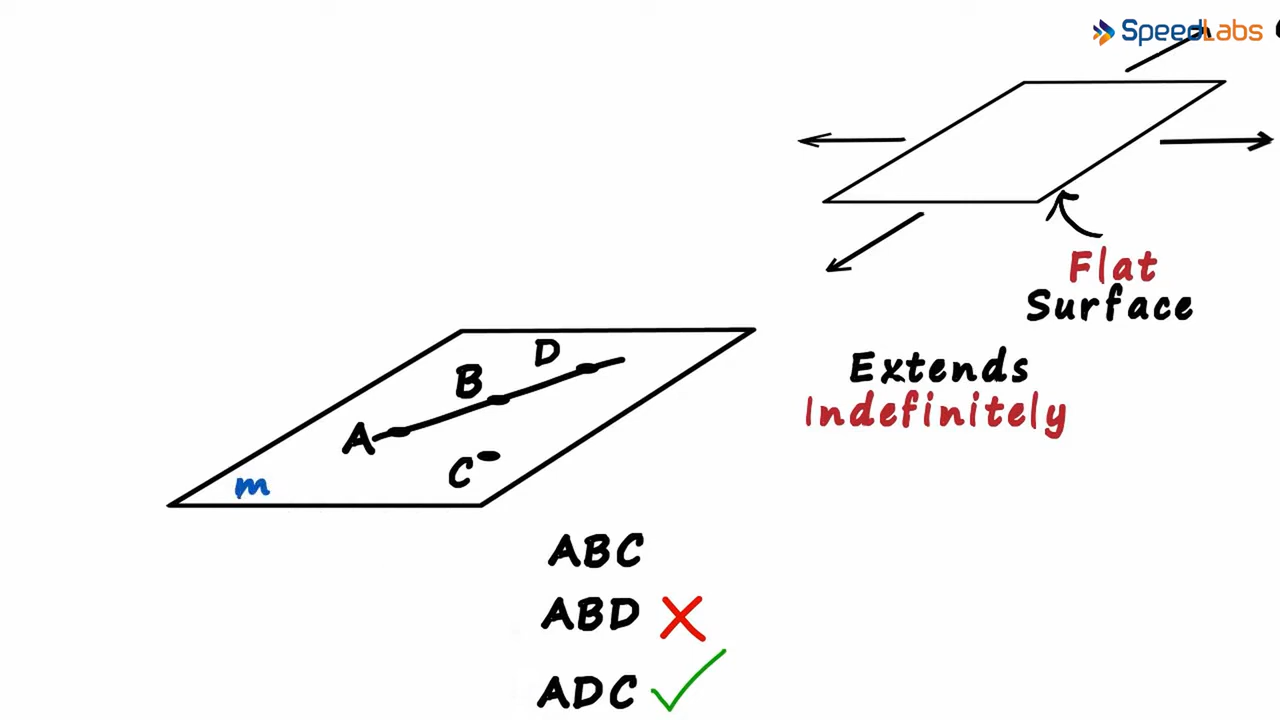 SpeedLabs
Flat
Surface
Extends
Indefinitely
D
B
A
C
m
ABC
ABD
ADC